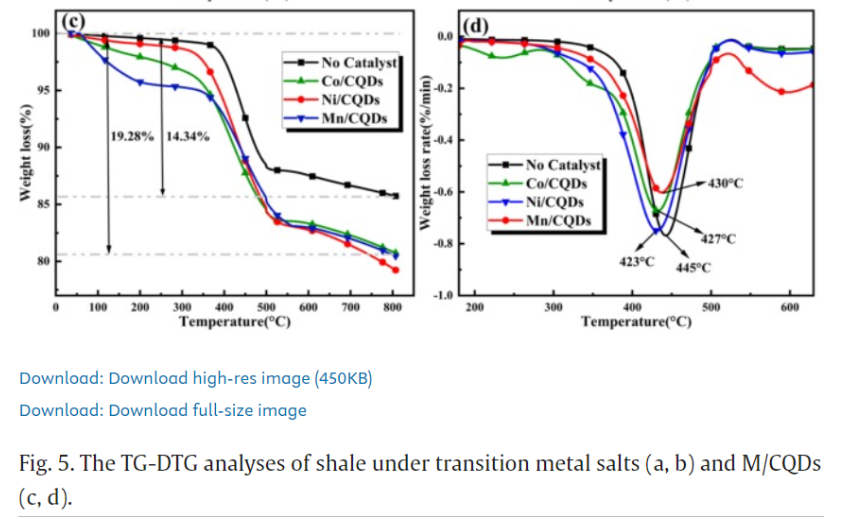 (c)
100
95
90
85
80
Weight loss(%)
No Catalyst
Co/CQDs
Ni/CQDs
Mn/CQDs
19.28% 14.34%
0 100 200 300 400 500 600 700 800
Temperature(°C)
(d)
0.0
-0.2
-0.4
-0.6
-0.8
-1.0
Weight loss rate(%/min)
No Catalyst
Co/CQDs
Ni/CQDs
Mn/CQDs
430°C
427°C
423°C
445°C
200 300 400 500 600
Temperature(°C)
Download: Download high-res image (450KB)
Download: Download full-size image
Fig. 5. The TG-DTG analyses of shale under transition metal salts (a, b) and M/CQDs
(c, d).